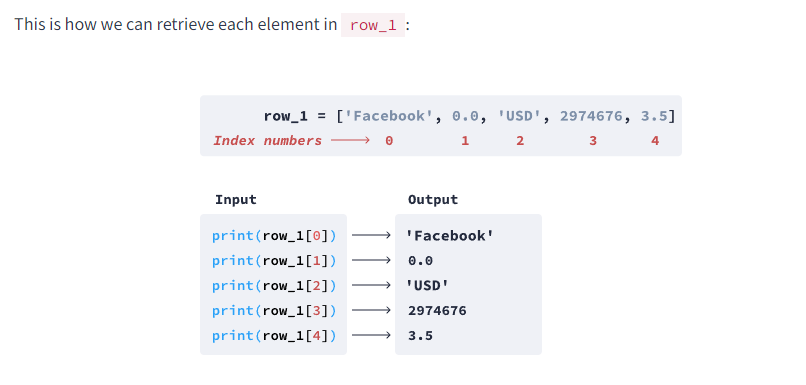 This is how we can retrieve each element in row_1 :
row_1 = ['Facebook', 0.0, 'USD', 2974676, 3.5]
Index numbers ⟶ 0 1 2 3 4
Input Output
print(row_1[0]) ⟶ 'Facebook'
print(row_1[1]) ⟶ 0.0
print(row_1[2]) ⟶ 'USD'
print(row_1[3]) ⟶ 2974676
print(row_1[4]) ⟶ 3.5